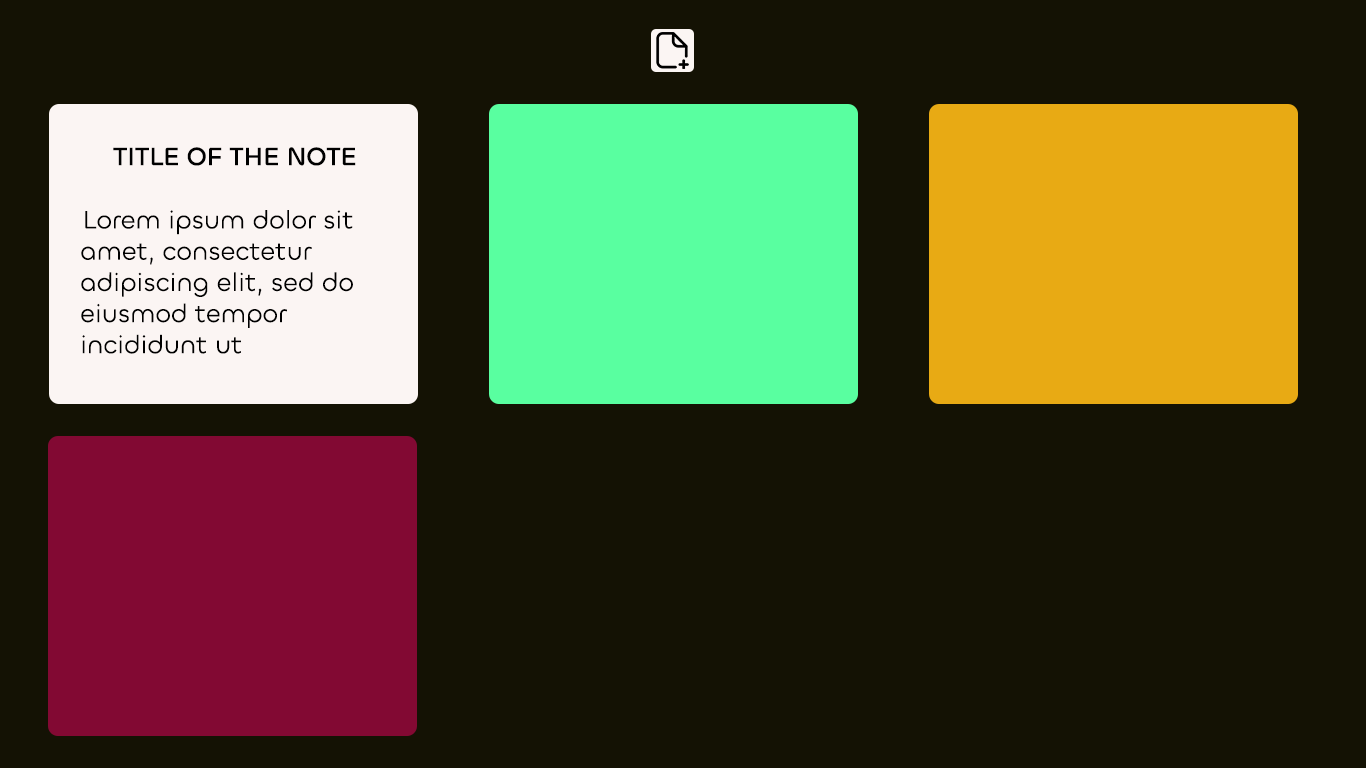 TITLE OF THE NOTE
Lorem ipsum dolor sit
amet, consectetur
adipiscing elit, sed do
eiusmod tempor
incididunt ut